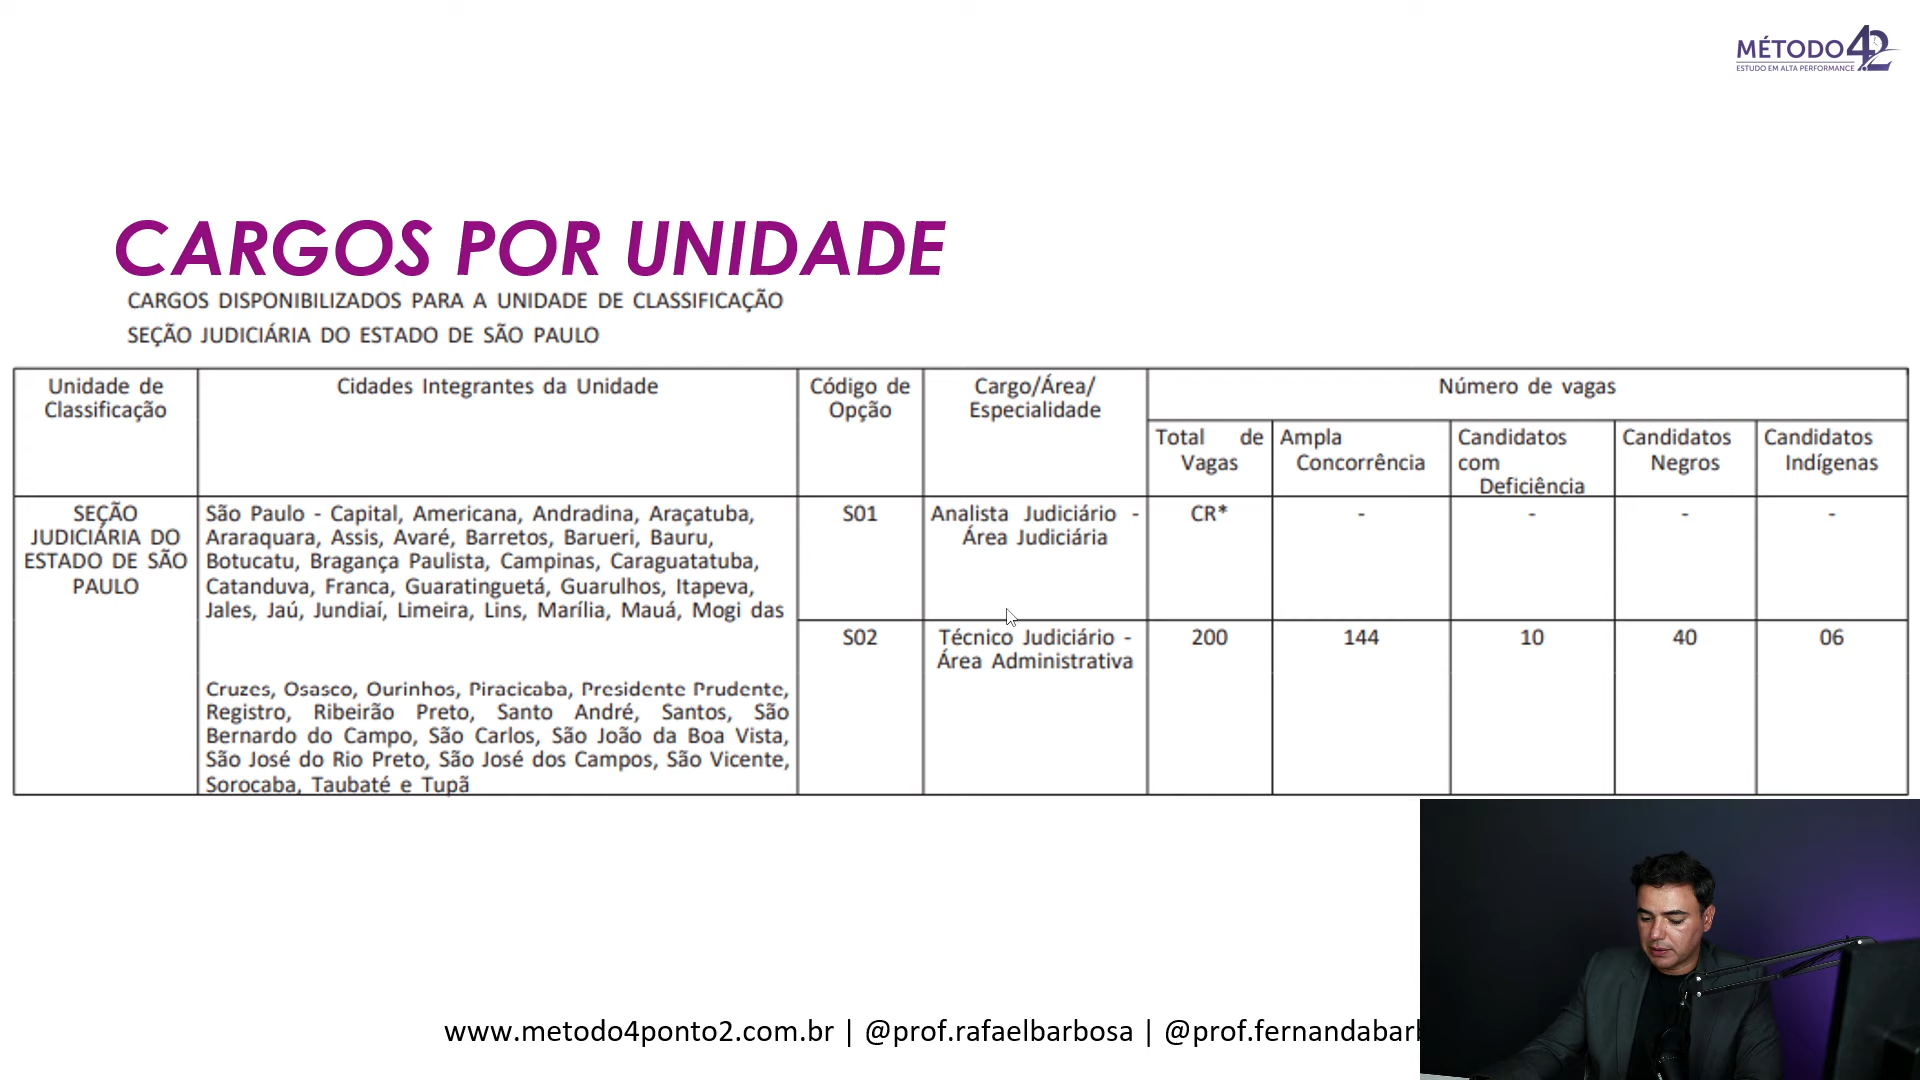 MÉTODO 4.2
ESTUDO EM ALTA PERFORMANCE
CARGOS POR UNIDADE
CARGOS DISPONIBILIZADOS PARA A UNIDADE DE CLASSIFICAÇÃO
SEÇÃO JUDICIÁRIA DO ESTADO DE SÃO PAULO
Unidade de
Classificação
Cidades Integrantes da Unidade
Código de
Opção
Cargo/Área/
Especialidade
Número de vagas
Total de
Vagas
Ampla
Concorrência
Candidatos
com
Deficiência
Candidatos
Negros
Candidatos
Indígenas
SEÇÃO
JUDICIÁRIA DO
ESTADO DE SÃO
PAULO
São Paulo - Capital, Americana, Andradina, Araçatuba,
Araraquara, Assis, Avaré, Barretos, Barueri, Bauru,
Botucatu, Bragança Paulista, Campinas, Caraguatatuba,
Catanduva, Franca, Guaratinguetá, Guarulhos, Itapeva,
Jales, Jaú, Jundiaí, Limeira, Lins, Marília, Mauá, Mogi das
Cruzes, Osasco, Ourinhos, Piracicaba, Presidente Prudente,
Registro, Ribeirão Preto, Santo André, Santos, São
Bernardo do Campo, São Carlos, São João da Boa Vista,
São José do Rio Preto, São José dos Campos, São Vicente,
Sorocaba, Taubaté e Tupã
S01
Analista Judiciário -
Área Judiciária
CR*
-
-
-
-
S02
Técnico Judiciário -
Área Administrativa
200
144
10
40
06
www.metodo4ponto2.com.br | @prof.rafaelbarbosa | @prof.fernandabarb